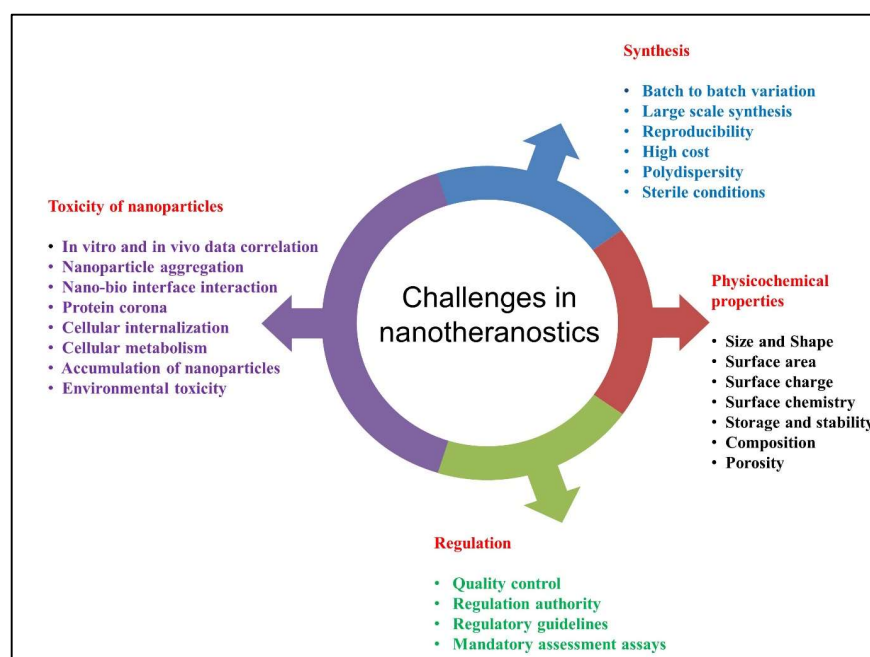 Synthesis
• Batch to batch variation
• Large scale synthesis
• Reproducibility
• High cost
• Polydispersity
• Sterile conditions
Toxicity of nanoparticles
• In vitro and in vivo data correlation
• Nanoparticle aggregation
• Nano-bio interface interaction
• Protein corona
• Cellular internalization
• Cellular metabolism
• Accumulation of nanoparticles
• Environmental toxicity
Challenges in
nanotheranostics
Physicochemical
properties
• Size and Shape
• Surface area
• Surface charge
• Surface chemistry
• Storage and stability
• Composition
• Porosity
Regulation
• Quality control
• Regulation authority
• Regulatory guidelines
• Mandatory assessment assays